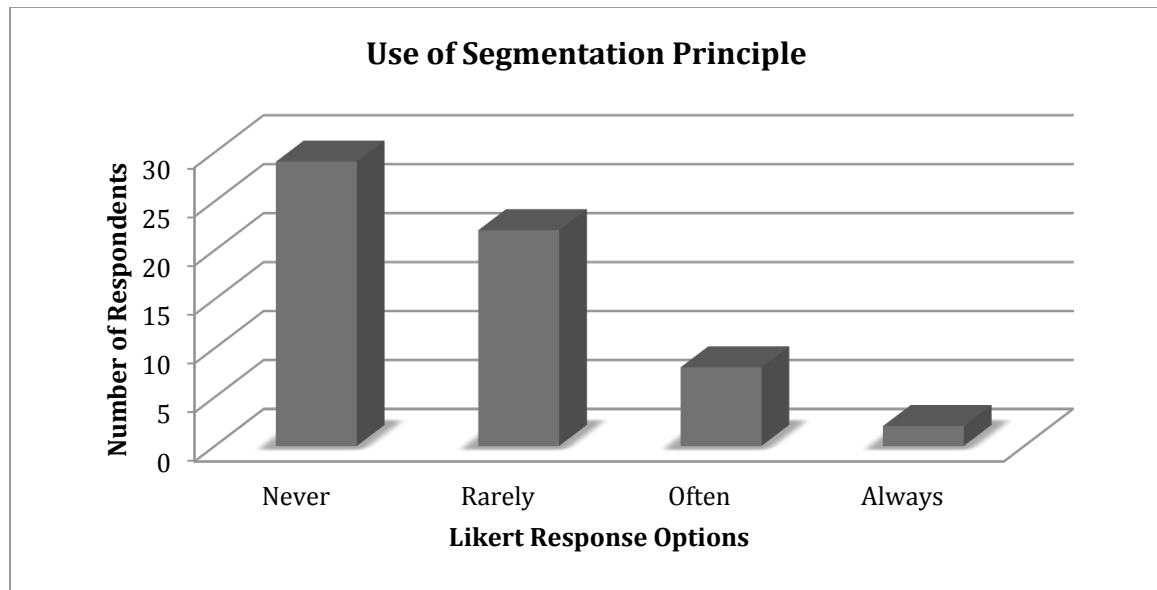 Use of Segmentation Principle
Number of Respondents
30
25
20
15
10
5
0
Never Rarely Often Always
Likert Response Options